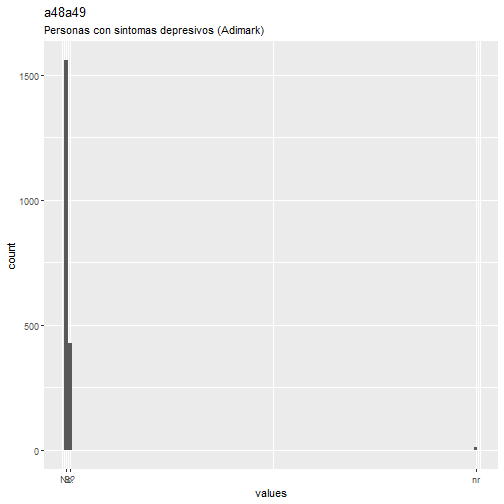 a48a49
Personas con sintomas depresivos (Adimark)
1500
1000
500
0
count
nr
values